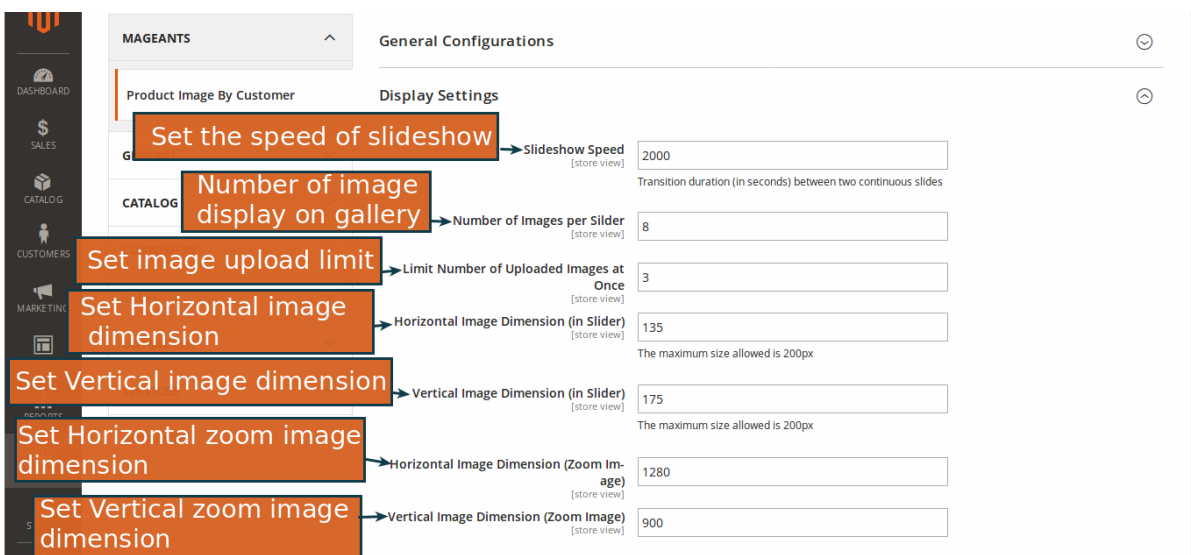 MAGEANTS
General Configurations
DASHBOARD
Product Image By Customer
Display Settings
$
SALES
Set the speed of slideshow
Slideshow Speed
[store view]
2000
Transition duration (in seconds) between two continuous slides
CATALOG
CATALOG
Number of image
display on gallery
Number of Images per Silder
[store view]
8
CUSTOMERS
Set image upload limit
Limit Number of Uploaded Images at
Once
[store view]
3
MARKETING
Set Horizontal image
dimension
Horizontal Image Dimension (in Slider)
[store view]
135
The maximum size allowed is 200px
Set Vertical image dimension
Vertical Image Dimension (in Slider)
[store view]
175
The maximum size allowed is 200px
REPORTS
Set Horizontal zoom image
dimension
Horizontal Image Dimension (Zoom Im-
age)
[store view]
1280
Set Vertical zoom image
dimension
Vertical Image Dimension (Zoom Image)
[store view]
900